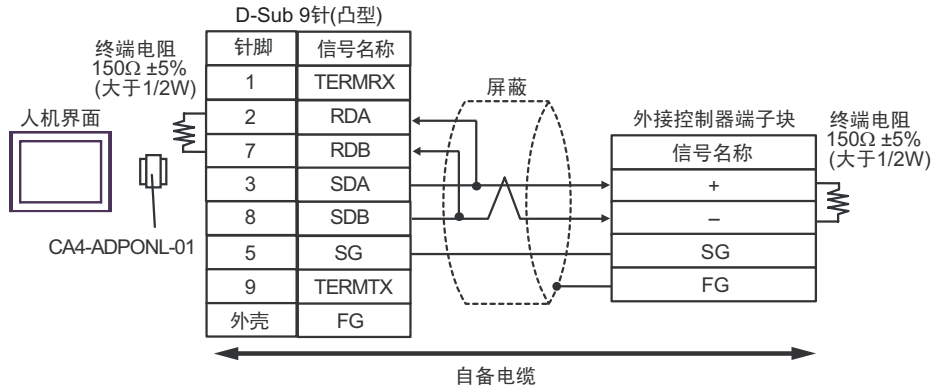 D-Sub 9针(凸型)
终端电阻
150Ω ±5%
(大于1/2W)
人机界面
CA4-ADPONL-01
针脚 信号名称
1 TERMRX
2 RDA
7 RDB
3 SDA
8 SDB
5 SG
9 TERMTX
外壳 FG
屏蔽
外接控制器端子块
信号名称
+
–
SG
FG
终端电阻
150Ω ±5%
(大于1/2W)
自备电缆